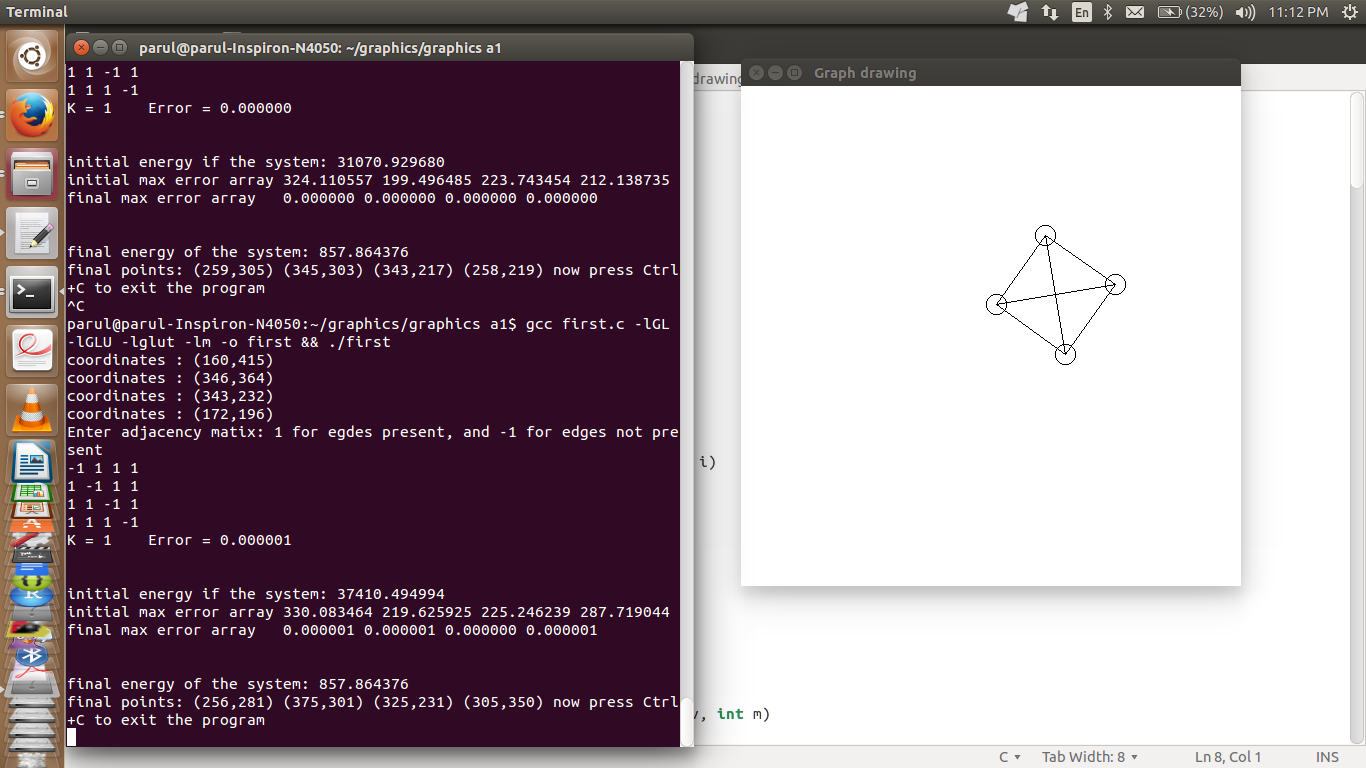 Terminal
En
(32%)
11:12 PM
parul@parul-Inspiron-N4050: ~/graphics/graphics a1
1 1 -1 1
1 1 1 -1
K = 1    Error = 0.000000
initial energy if the system: 31070.929680
initial max error array 324.110557 199.496485 223.743454 212.138735
final max error array   0.000000 0.000000 0.000000 0.000000
final energy of the system: 857.864376
final points: (259,305) (345,303) (343,217) (258,219) now press Ctrl
+C to exit the program
^C
parul@parul-Inspiron-N4050:~/graphics/graphics a1$ gcc first.c -lGL
-lGLU -lglut -lm -o first && ./first
coordinates : (160,415)
coordinates : (346,364)
coordinates : (343,232)
coordinates : (172,196)
Enter adjacency matix: 1 for egdes present, and -1 for edges not pre
sent
-1 1 1 1
1 -1 1 1
1 1 -1 1
1 1 1 -1
K = 1    Error = 0.000001
initial energy if the system: 37410.494994
initial max error array 330.083464 219.625925 225.246239 287.719044
final max error array   0.000001 0.000001 0.000000 0.000001
final energy of the system: 857.864376
final points: (256,281) (375,301) (325,231) (305,350) now press Ctrl
+C to exit the program
drawing
Graph drawing
i)
, int m)
C
Tab Width: 8
Ln 8, Col 1
INS